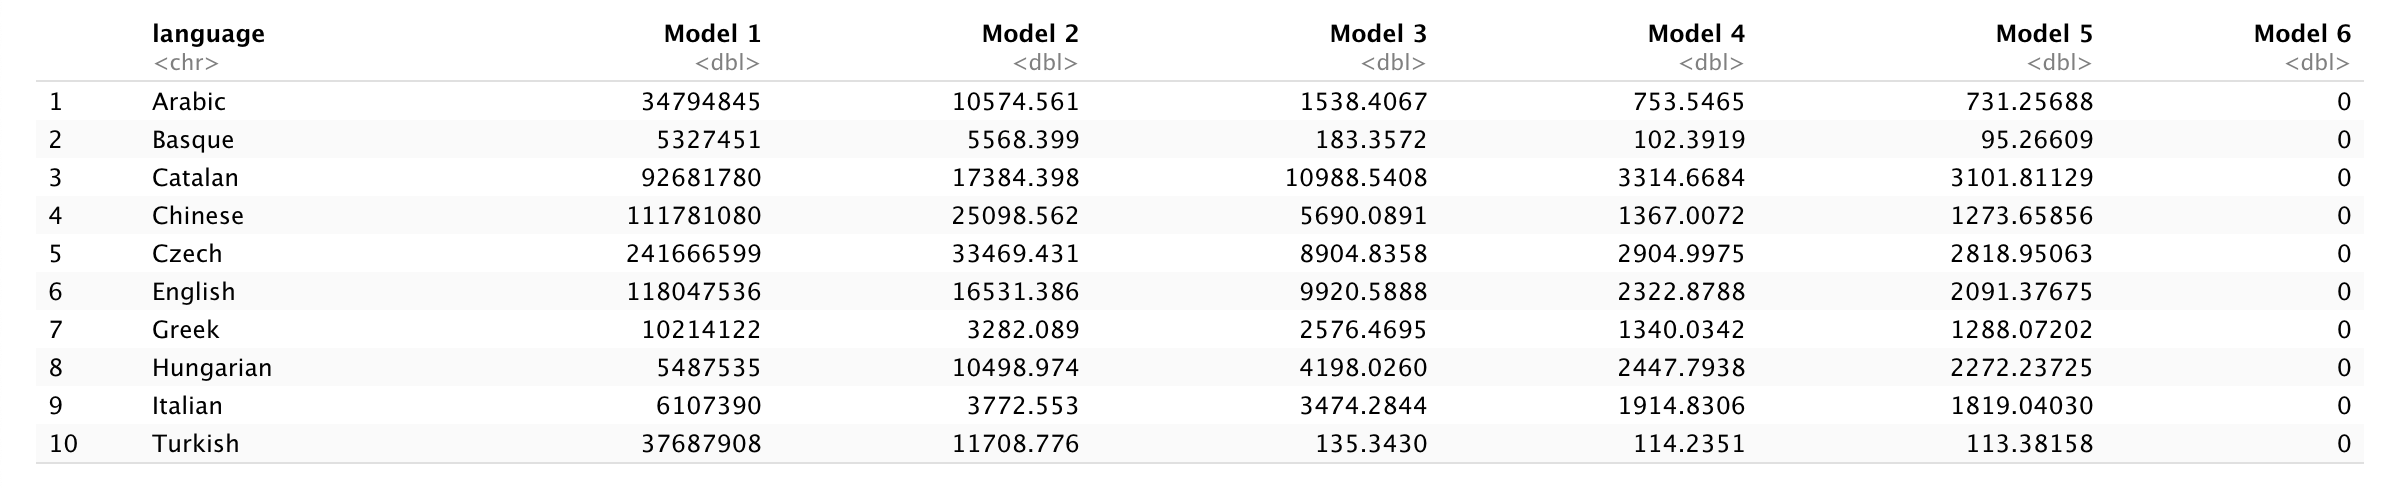 language Model 1 Model 2 Model 3 Model 4 Model 5 Model 6
<chr> <dbl> <dbl> <dbl> <dbl> <dbl> <dbl>
1 Arabic 34794845 10574.561 1538.4067 753.5465 731.25688 0
2 Basque 5327451 5568.399 183.3572 102.3919 95.26609 0
3 Catalan 92681780 17384.398 10988.5408 3314.6684 3101.81129 0
4 Chinese 111781080 25098.562 5690.0891 1367.0072 1273.65856 0
5 Czech 241666599 33469.431 8904.8358 2904.9975 2818.95063 0
6 English 118047536 16531.386 9920.5888 2322.8788 2091.37675 0
7 Greek 10214122 3282.089 2576.4695 1340.0342 1288.07202 0
8 Hungarian 5487535 10498.974 4198.0260 2447.7938 2272.23725 0
9 Italian 6107390 3772.553 3474.2844 1914.8306 1819.04030 0
10 Turkish 37687908 11708.776 135.3430 114.2351 113.38158 0